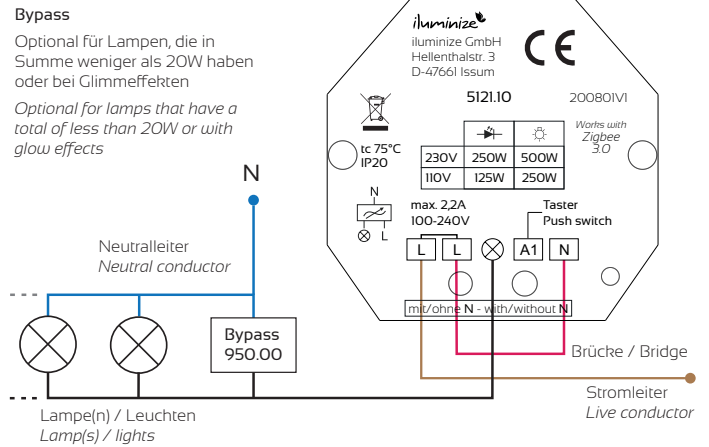 Bypass
Optional für Lampen, die in
Summe weniger als 20W haben
oder bei Glimmeffekten
Optional for lamps that have a
total of less than 20W or with
glow effects
N
Neutralleiter
Neutral conductor
Bypass
950.00
Lampe(n) / Leuchten
Lamp(s) / lights
iluminize
iluminize GmbH
Hellenthalstr. 3
D-47661 Issum
CE
5121.10
200801V1
tc 75°C
IP20
230V 250W 500W
110V 125W 250W
Works with
Zigbee
3.0
N
L
max. 2,2A
100-240V
Taster
Push switch
L L A1 N
mit/ohne N - with/without N
Brücke / Bridge
Stromleiter
Live conductor